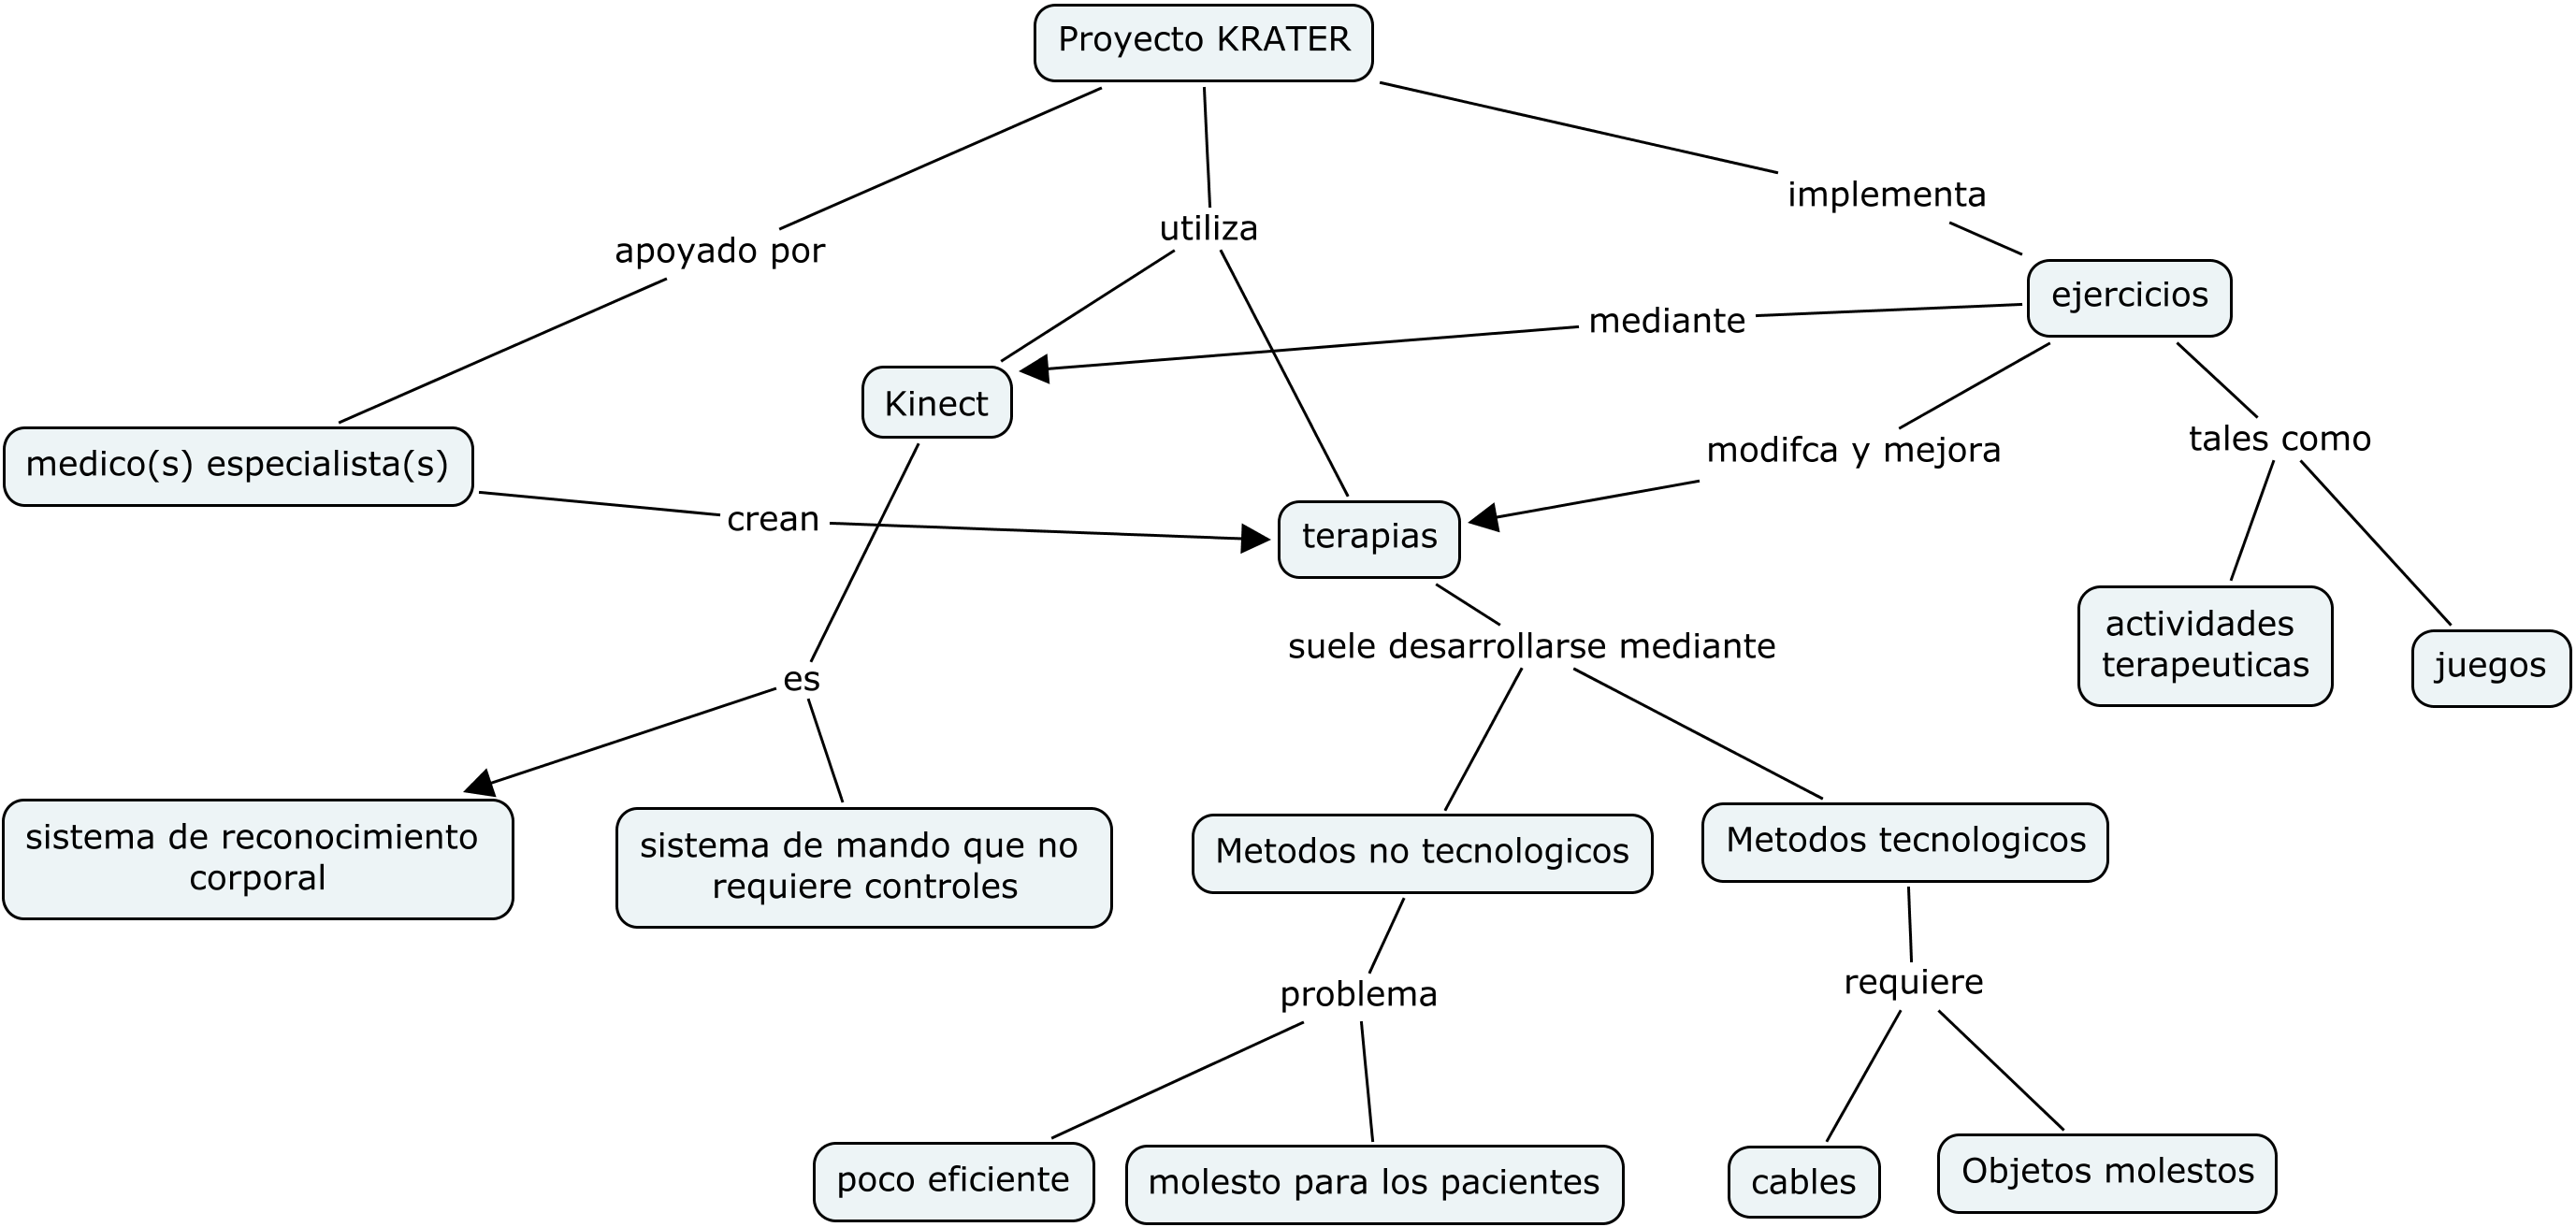 Proyecto KRATER
implementa
utiliza
apoyado por
ejercicios
mediante
Kinect
tales como
modifca y mejora
medico(s) especialista(s)
crean
terapias
actividades
terapeuticas
suele desarrollarse mediante
juegos
es
sistema de reconocimiento
corporal
sistema de mando que no
requiere controles
Metodos no tecnologicos
Metodos tecnologicos
requiere
problema
poco eficiente
molesto para los pacientes
cables
Objetos molestos